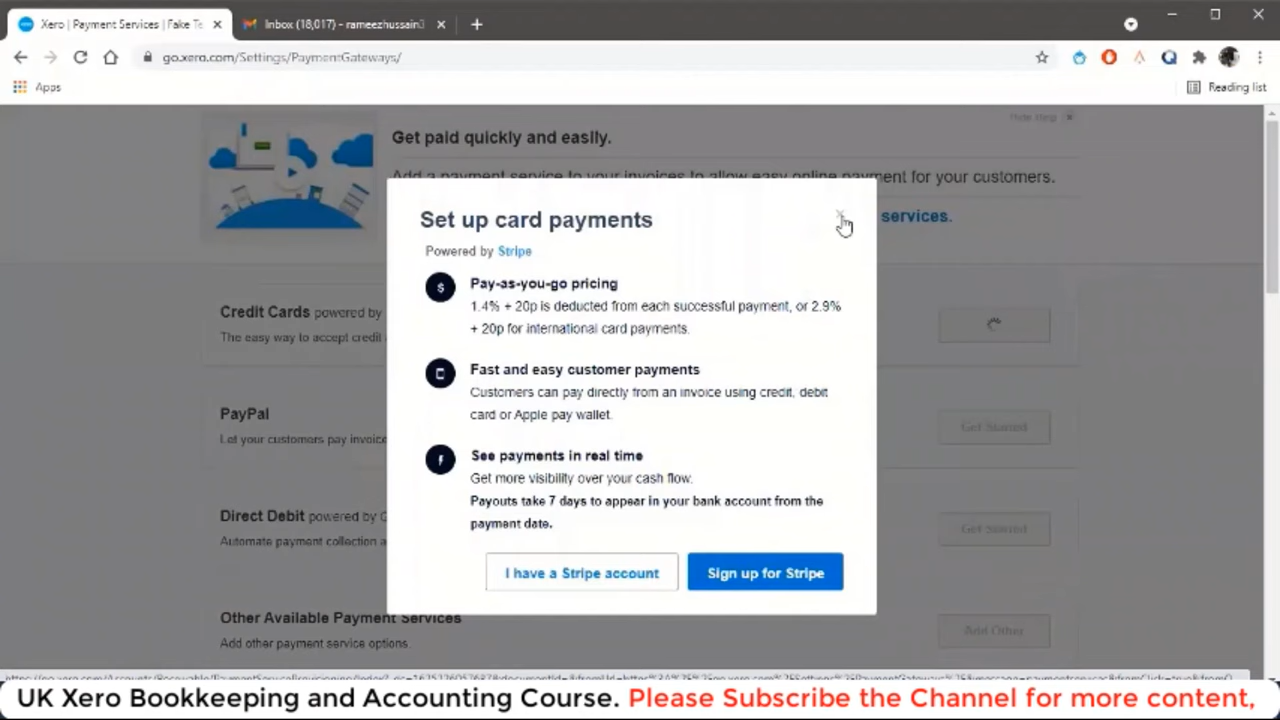 Xero | Payment Services | Fake Te
Inbox (18,017) - rameezhussain3
go.xero.com/Settings/PaymentGateways/
Apps
Reading list
Hide Help
Get paid quickly and easily.
Add a payment service to your invoices to allow easy online payment for your customers.
services.
Set up card payments
Powered by Stripe
Pay-as-you-go pricing
1.4% + 20p is deducted from each successful payment, or 2.9%
+ 20p for international card payments.
Fast and easy customer payments
Customers can pay directly from an invoice using credit, debit
card or Apple pay wallet.
See payments in real time
Get more visibility over your cash flow.
Payouts take 7 days to appear in your bank account from the
payment date.
I have a Stripe account
Sign up for Stripe
Credit Cards powered by
The easy way to accept credit
PayPal
Let your customers pay invoice
Get Started
Direct Debit powered by G
Automate payment collection a
Get Started
Other Available Payment Services
Add other payment service options.
Add Other
UK Xero Bookkeeping and Accounting Course. Please Subscribe the Channel for more content,